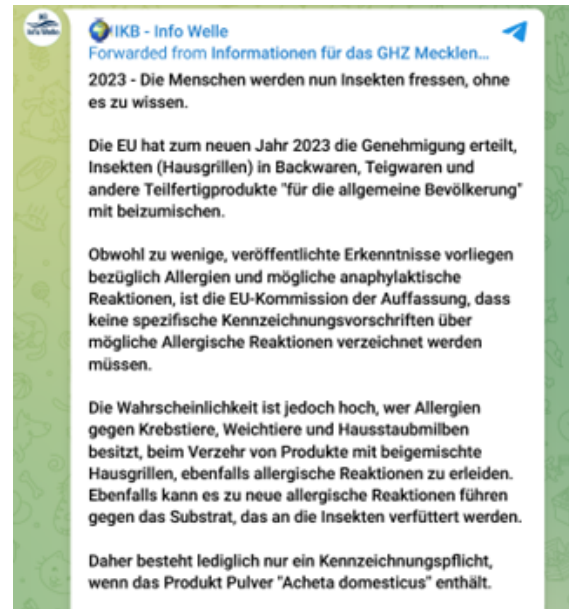 IKB
Info Welle
IKB - Info Welle
Forwarded from Informationen für das GHZ Mecklen...
2023 - Die Menschen werden nun Insekten fressen, ohne
es zu wissen.
Die EU hat zum neuen Jahr 2023 die Genehmigung erteilt,
Insekten (Hausgrillen) in Backwaren, Teigwaren und
andere Teilfertigprodukte "für die allgemeine Bevölkerung"
mit beizumischen.
Obwohl zu wenige, veröffentlichte Erkenntnisse vorliegen
bezüglich Allergien und mögliche anaphylaktische
Reaktionen, ist die EU-Kommission der Auffassung, dass
keine spezifische Kennzeichnungsvorschriften über
mögliche Allergische Reaktionen verzeichnet werden
müssen.
Die Wahrscheinlichkeit ist jedoch hoch, wer Allergien
gegen Krebstiere, Weichtiere und Hausstaubmilben
besitzt, beim Verzehr von Produkte mit beigemischte
Hausgrillen, ebenfalls allergische Reaktionen zu erleiden.
Ebenfalls kann es zu neue allergische Reaktionen führen
gegen das Substrat, das an die Insekten verfüttert werden.
Daher besteht lediglich nur ein Kennzeichnungspflicht,
wenn das Produkt Pulver "Acheta domesticus" enthält.